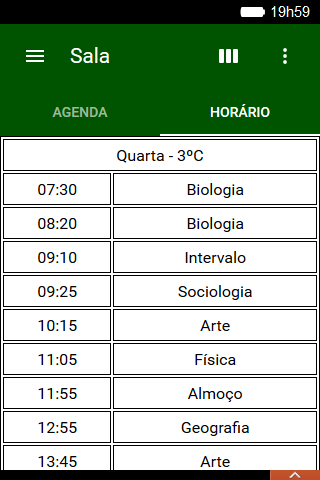 19h59
Sala
AGENDA HORÁRIO
Quarta - 3ºC
07:30 Biologia
08:20 Biologia
09:10 Intervalo
09:25 Sociologia
10:15 Arte
11:05 Física
11:55 Almoço
12:55 Geografia
13:45 Arte